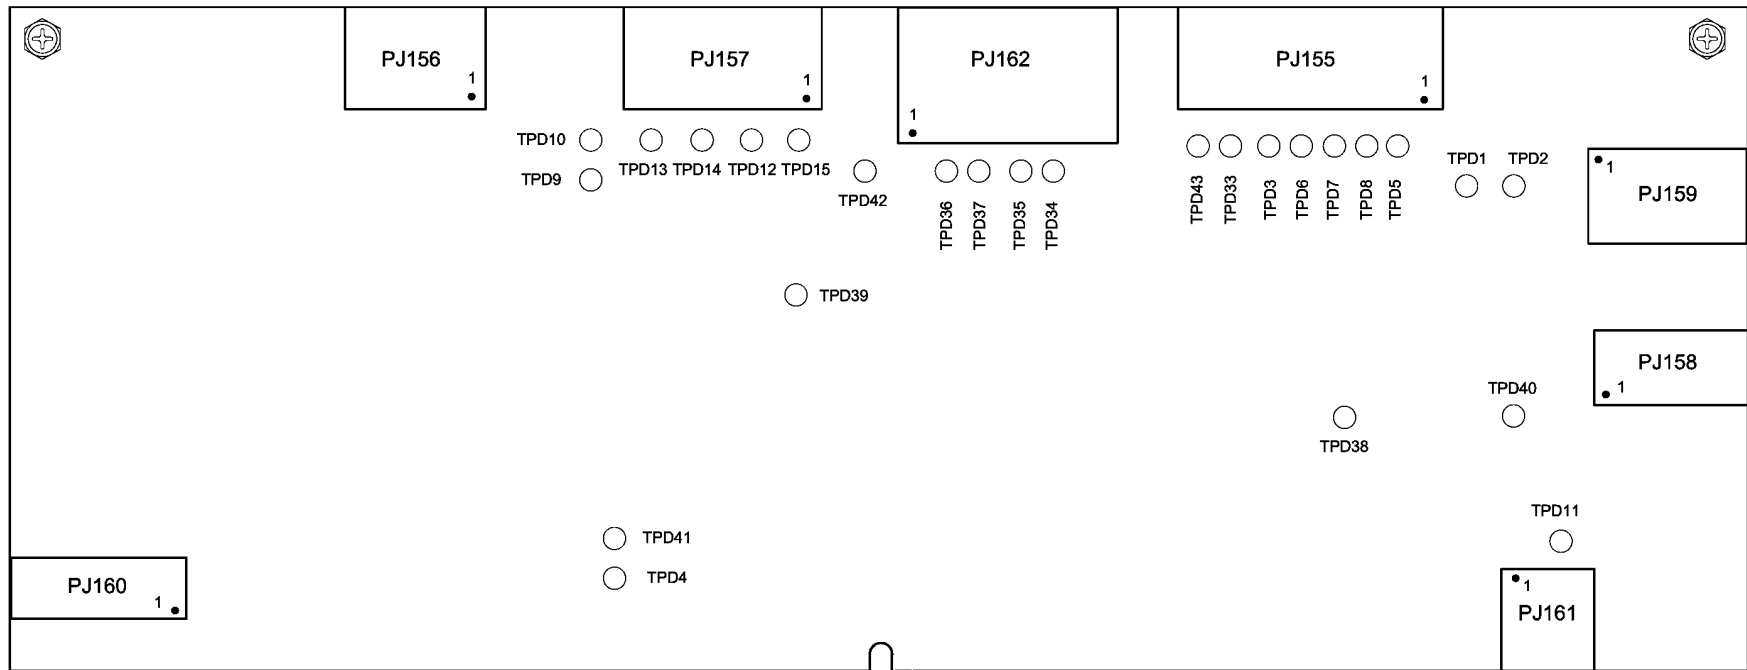 PJ156
1
PJ157
1
PJ162
1
PJ155
1
TPD10
TPD9
TPD13 TPD14 TPD12 TPD15
TPD42
TPD36
TPD37
TPD35
TPD34
TPD43
TPD33
TPD3
TPD6
TPD7
TPD8
TPD5
TPD1
TPD2
1
PJ159
TPD39
PJ158
1
TPD40
TPD38
TPD11
TPD41
TPD4
PJ160
1
1
PJ161